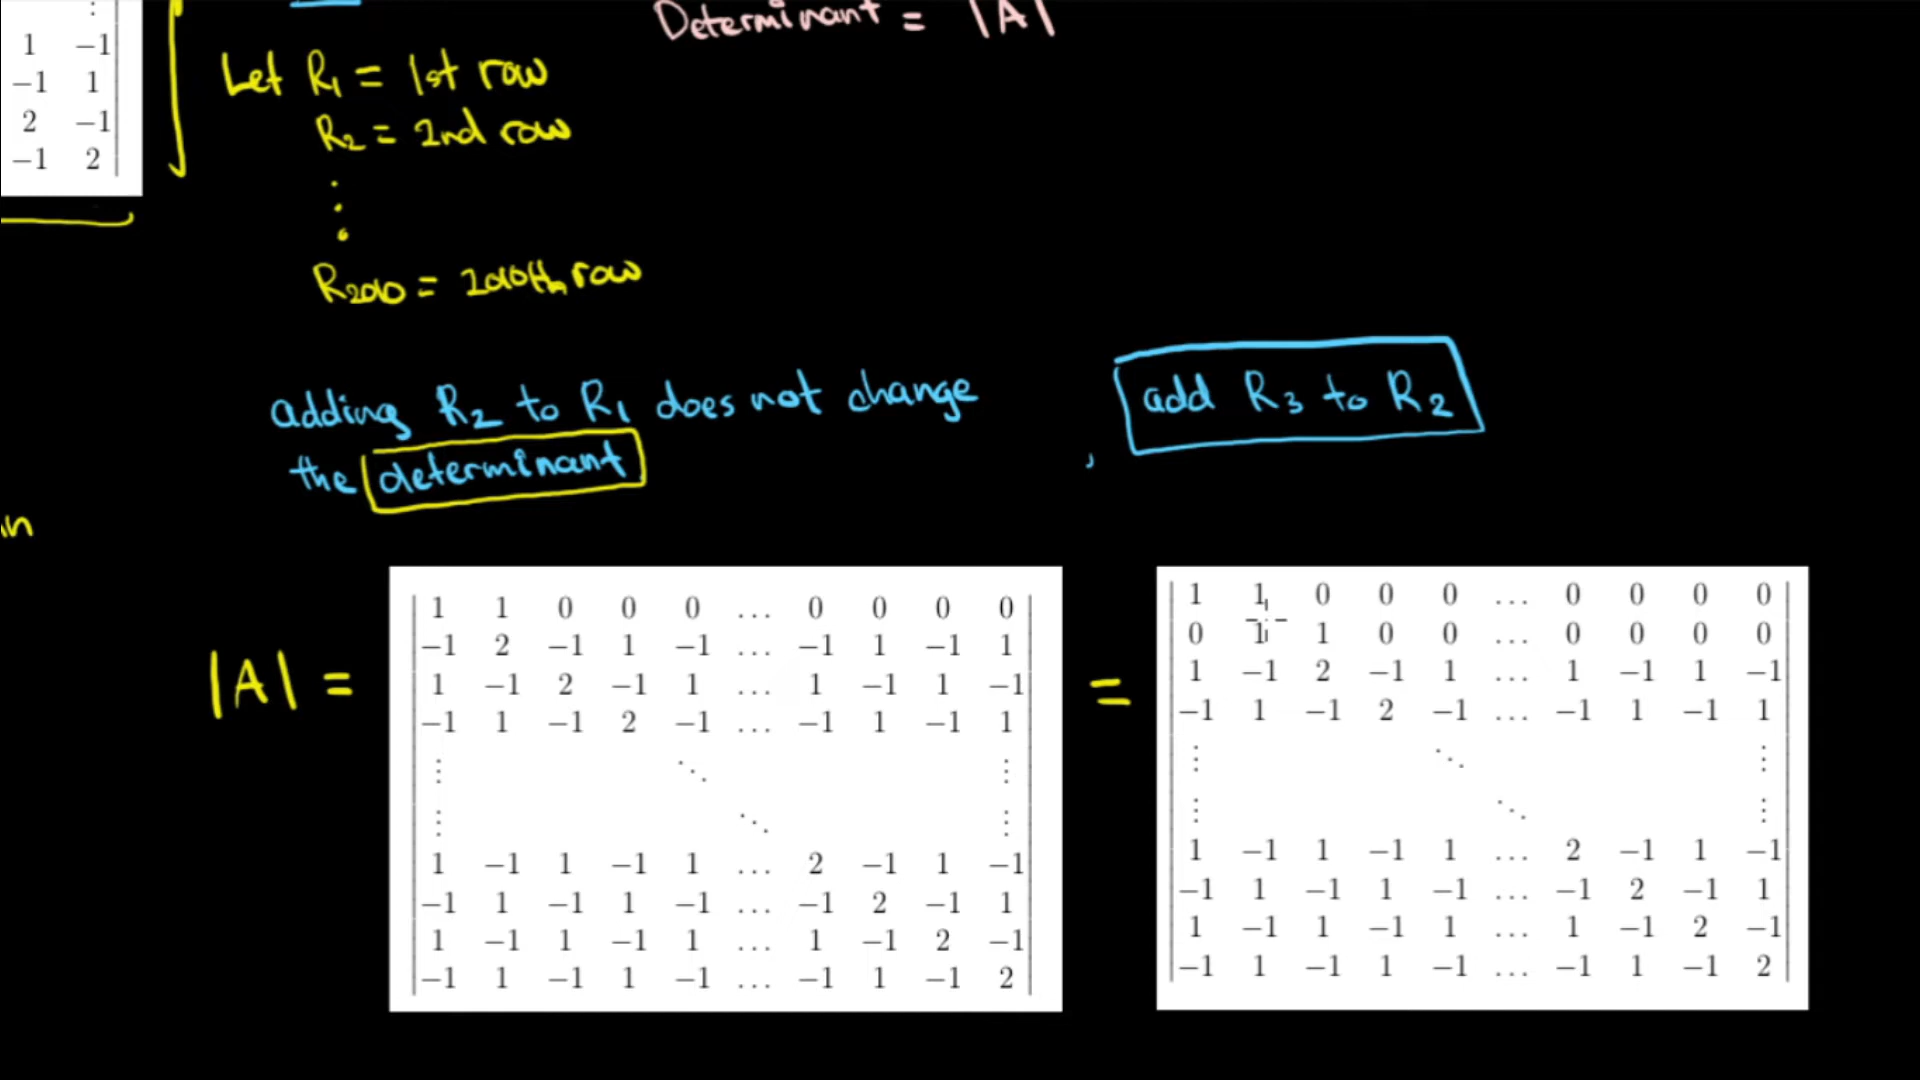 Determinant = |A|
⋮
1 −1
−1 1
2 −1
−1 2
Let R₁ = 1st row
R₂ = 2nd row
⋮
R₂₀₁₀ = 2010th row
adding R₂ to R₁ does not change
the determinant
, add R₃ to R₂
in
|A| =
1 1 0 0 0 … 0 0 0 0
−1 2 −1 1 −1 … −1 1 −1 1
1 −1 2 −1 1 … 1 −1 1 −1
−1 1 −1 2 −1 … −1 1 −1 1
⋮ ⋱ ⋮
⋮ ⋱ ⋮
1 −1 1 −1 1 … 2 −1 1 −1
−1 1 −1 1 −1 … −1 2 −1 1
1 −1 1 −1 1 … 1 −1 2 −1
−1 1 −1 1 −1 … −1 1 −1 2
=
1 1 0 0 0 … 0 0 0 0
0 1 1 0 0 … 0 0 0 0
1 −1 2 −1 1 … 1 −1 1 −1
−1 1 −1 2 −1 … −1 1 −1 1
⋮ ⋱ ⋮
⋮ ⋱ ⋮
1 −1 1 −1 1 … 2 −1 1 −1
−1 1 −1 1 −1 … −1 2 −1 1
1 −1 1 −1 1 … 1 −1 2 −1
−1 1 −1 1 −1 … −1 1 −1 2